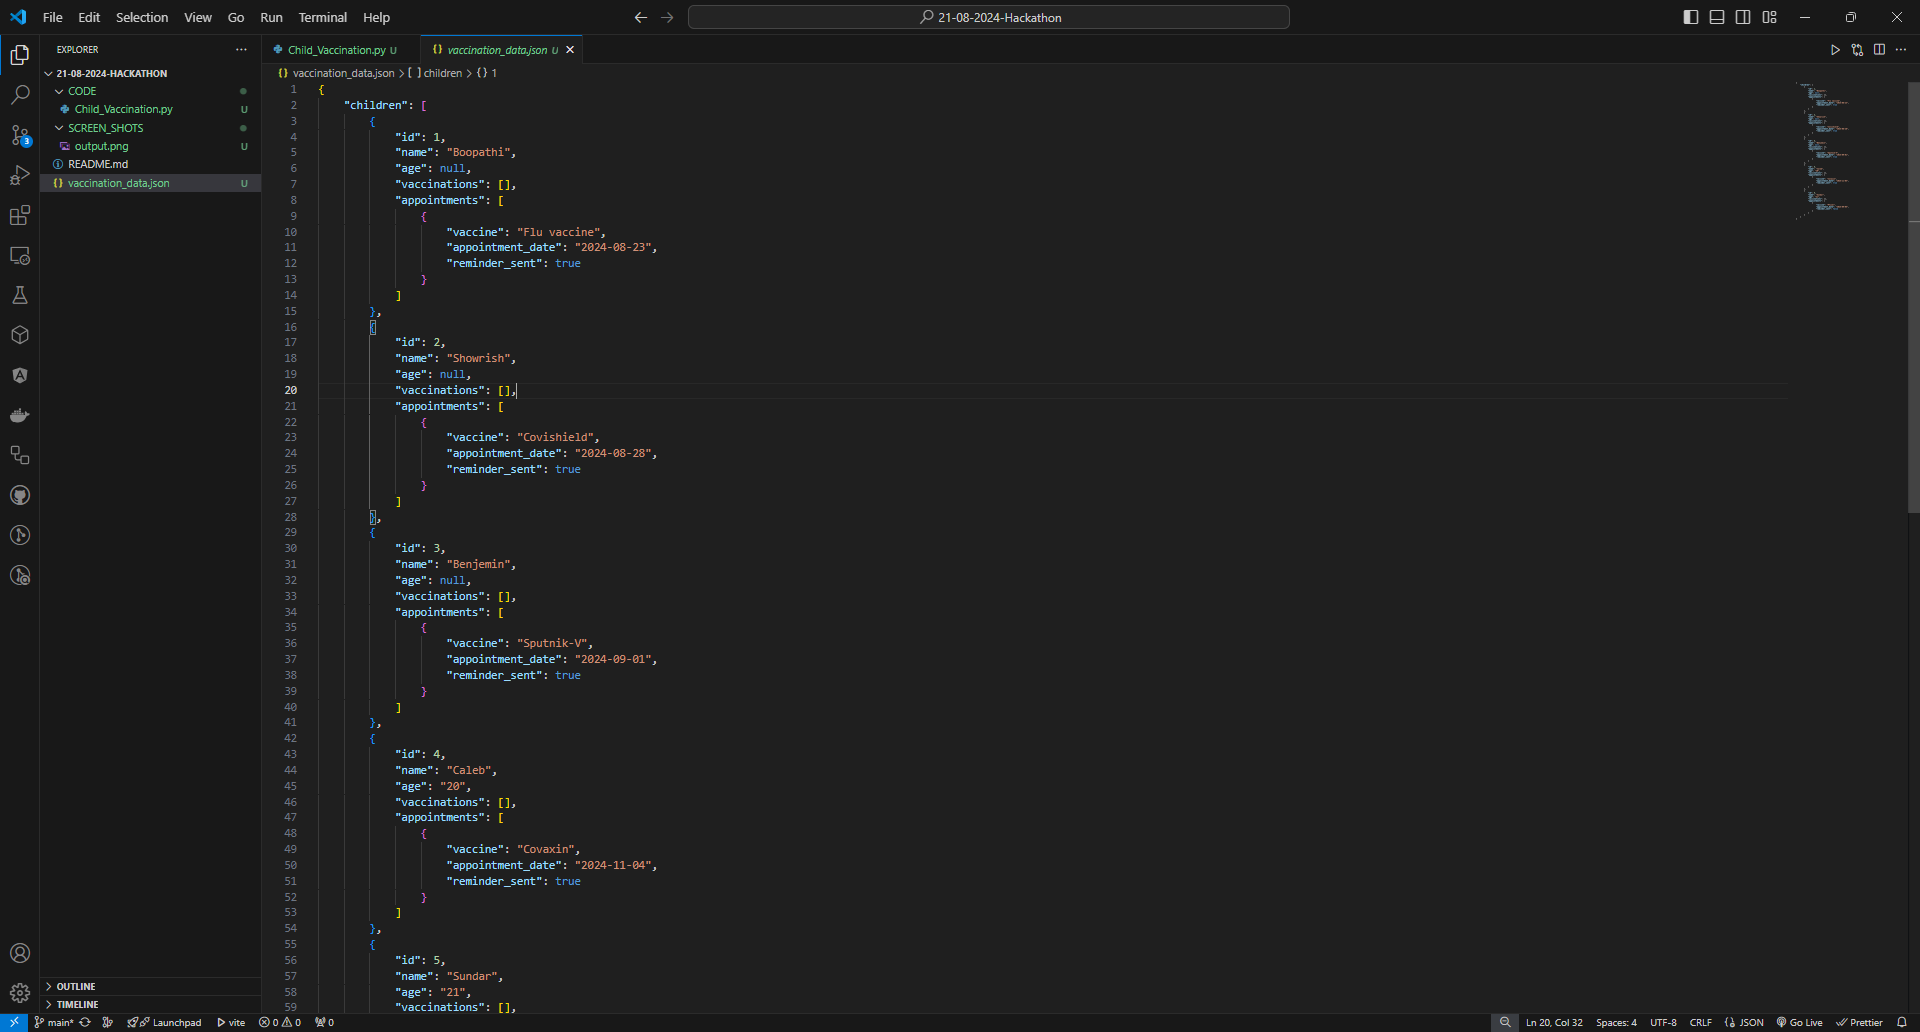 File Edit Selection View Go Run Terminal Help
21-08-2024-Hackathon
EXPLORER
21-08-2024-HACKATHON
CODE
Child_Vaccination.py U
SCREEN_SHOTS
output.png U
README.md
vaccination_data.json U
OUTLINE
TIMELINE
3
Child_Vaccination.py U
vaccination_data.json U
vaccination_data.json > [ ] children > {} 1
1 {
2 "children": [
3 {
4 "id": 1,
5 "name": "Boopathi",
6 "age": null,
7 "vaccinations": [],
8 "appointments": [
9 {
10 "vaccine": "Flu vaccine",
11 "appointment_date": "2024-08-23",
12 "reminder_sent": true
13 }
14 ]
15 },
16 {
17 "id": 2,
18 "name": "Showrish",
19 "age": null,
20 "vaccinations": [],
21 "appointments": [
22 {
23 "vaccine": "Covishield",
24 "appointment_date": "2024-08-28",
25 "reminder_sent": true
26 }
27 ]
28 },
29 {
30 "id": 3,
31 "name": "Benjemin",
32 "age": null,
33 "vaccinations": [],
34 "appointments": [
35 {
36 "vaccine": "Sputnik-V",
37 "appointment_date": "2024-09-01",
38 "reminder_sent": true
39 }
40 ]
41 },
42 {
43 "id": 4,
44 "name": "Caleb",
45 "age": "20",
46 "vaccinations": [],
47 "appointments": [
48 {
49 "vaccine": "Covaxin",
50 "appointment_date": "2024-11-04",
51 "reminder_sent": true
52 }
53 ]
54 },
55 {
56 "id": 5,
57 "name": "Sundar",
58 "age": "21",
59 "vaccinations": [],
main* Launchpad vite 0 0 0 Ln 20, Col 32 Spaces: 4 UTF-8 CRLF {} JSON Go Live Prettier